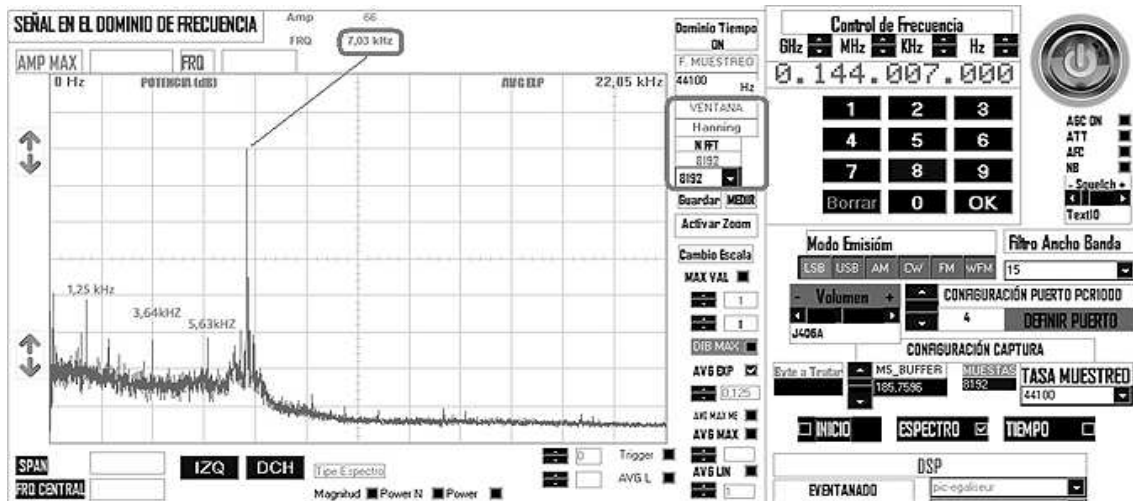 SEÑAL EN EL DOMINIO DE FRECUENCIA
Amp 66
FRQ 7,03 kHz
AMP MAX FRQ
0 Hz POTENCIA (dB) AVG EXP 22,05 kHz
1,25 kHz
3,64kHZ
5,63kHZ
SPAN
FRQ CENTRAL
IZQ DCH
Tipo Espectro
Magnitud Power N Power
0 Trigger
AVG L
Dominio Tiempo
ON
F. MUESTREO
44100 Hz
VENTANA
Hanning
N FFT
8192
8192
Guardar MEDIR
Activar Zoom
Cambio Escala
MAX VAL
1
1
DIB MAX
AVG EXP
0,125
AVG MAX ME
AVG MAX
AVG LIN
1
Control de Frecuencia
GHz MHz KHz Hz
0.144.007.000
1 2 3
4 5 6
7 8 9
Borrar 0 OK
AGC ON
ATT
AFC
NB
- Squelch +
Text10
Modo Emisióm
LSB USB AM CW FM WFM
Filtro Ancho Banda
15
- Volumen +
J406A
CONFIGURACIÓN PUERTO PCR1000
4 DEFINIR PUERTO
CONFIGURACIÓN CAPTURA
Byte a Tratar
MS_BUFFER
185,7596
MUESTAS
8192
TASA MUESTREO
44100
INICIO ESPECTRO TIEMPO
DSP
EVENTANADO pic-egaliseur